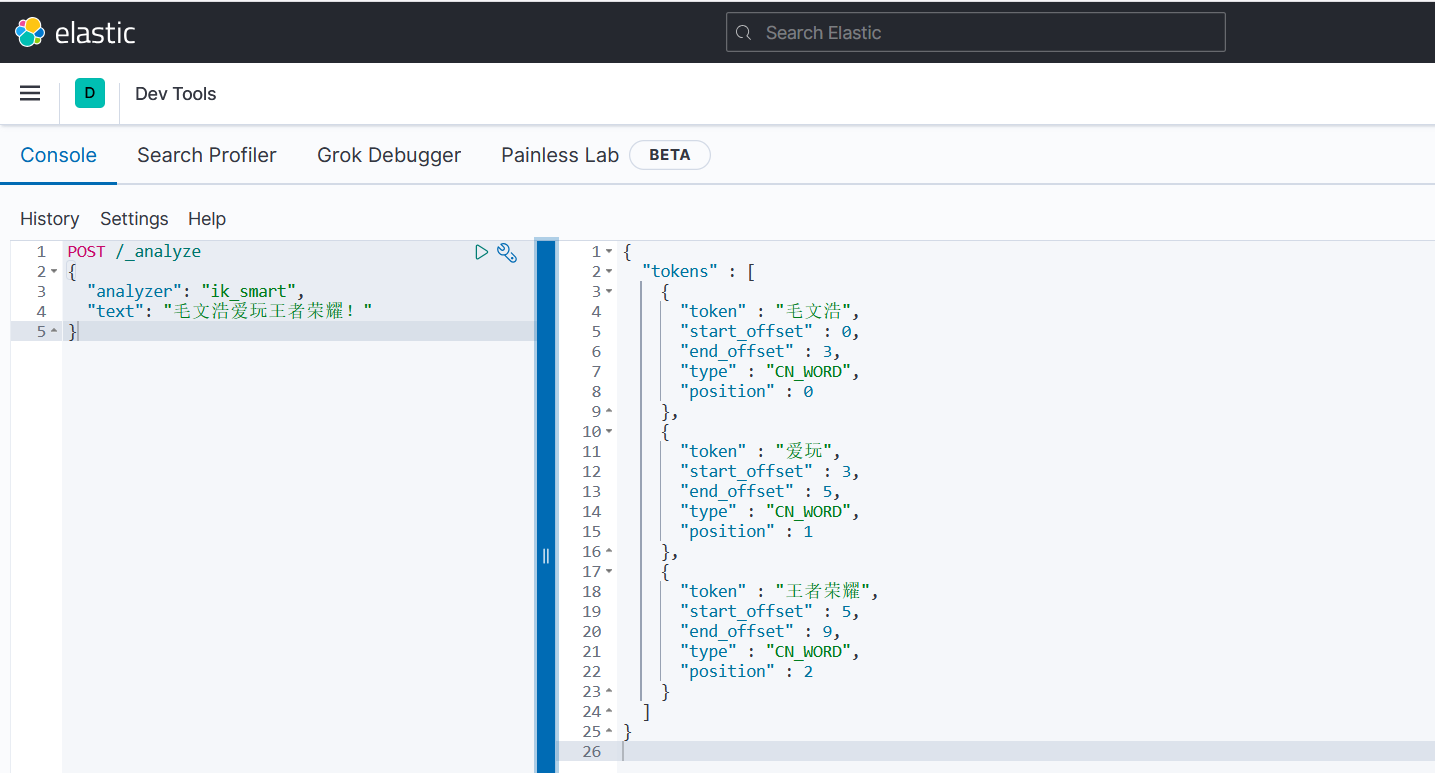 elastic
Search Elastic
D
Dev Tools
Console Search Profiler Grok Debugger Painless Lab BETA
History Settings Help
1 POST /_analyze
2 {
3 "analyzer": "ik_smart",
4 "text": "毛文浩爱玩王者荣耀！"
5 }
1 {
2 "tokens" : [
3 {
4 "token" : "毛文浩",
5 "start_offset" : 0,
6 "end_offset" : 3,
7 "type" : "CN_WORD",
8 "position" : 0
9 },
10 {
11 "token" : "爱玩",
12 "start_offset" : 3,
13 "end_offset" : 5,
14 "type" : "CN_WORD",
15 "position" : 1
16 },
17 {
18 "token" : "王者荣耀",
19 "start_offset" : 5,
20 "end_offset" : 9,
21 "type" : "CN_WORD",
22 "position" : 2
23 }
24 ]
25 }
26